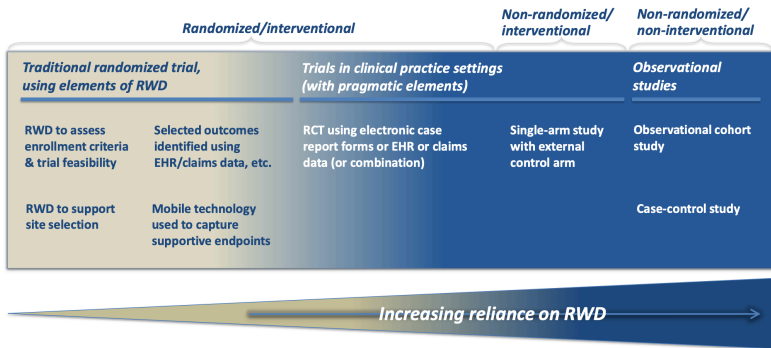 Randomized/interventional
Non-randomized/
interventional
Non-randomized/
non-interventional
Traditional randomized trial,
using elements of RWD
Trials in clinical practice settings
(with pragmatic elements)
Observational
studies
RWD to assess
enrollment criteria
& trial feasibility
Selected outcomes
identified using
EHR/claims data, etc.
RCT using electronic case
report forms or EHR or claims
data (or combination)
Single-arm study
with external
control arm
Observational cohort
study
RWD to support
site selection
Mobile technology
used to capture
supportive endpoints
Case-control study
Increasing reliance on RWD